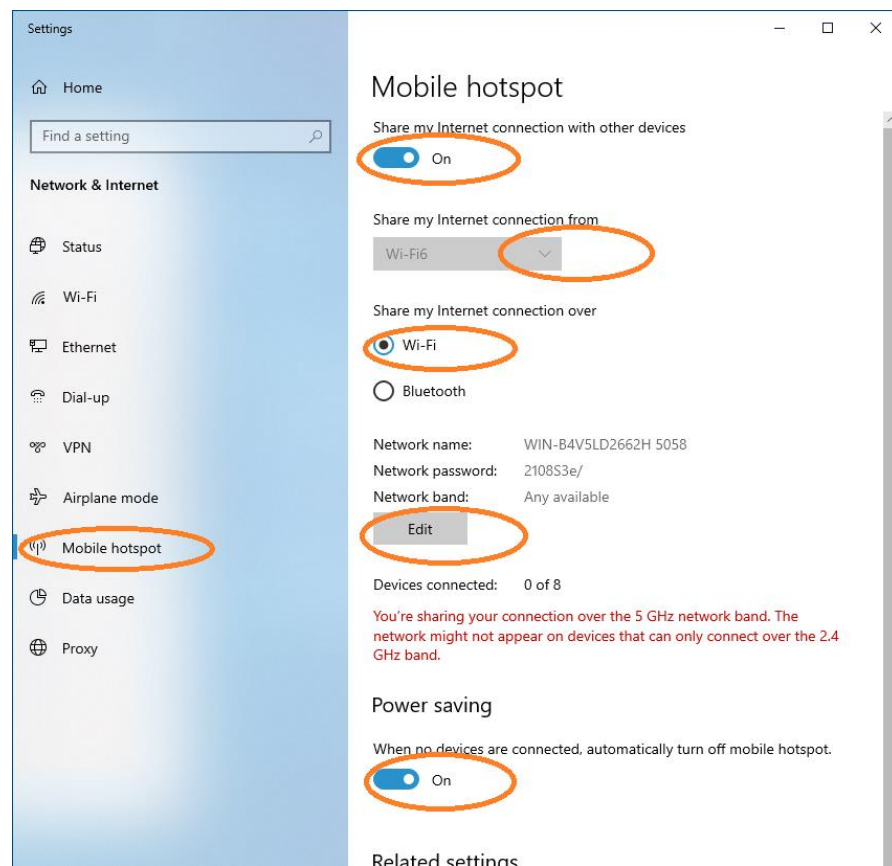 Settings
Home
Find a setting
Network & Internet
Status
Wi-Fi
Ethernet
Dial-up
VPN
Airplane mode
Mobile hotspot
Data usage
Proxy
Mobile hotspot
Share my Internet connection with other devices
On
Share my Internet connection from
Wi-Fi6
Share my Internet connection over
Wi-Fi
Bluetooth
Network name: WIN-B4V5LD2662H 5058
Network password: 2108S3e/
Network band: Any available
Edit
Devices connected: 0 of 8
You're sharing your connection over the 5 GHz network band. The
network might not appear on devices that can only connect over the 2.4
GHz band.
Power saving
When no devices are connected, automatically turn off mobile hotspot.
On
Related settings